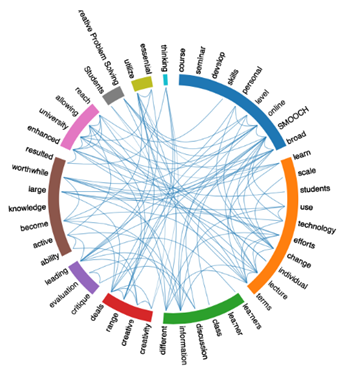 course
seminar
develop
skills
personal
level
online
SMOOCH
broad
learn
scale
students
use
technology
efforts
change
individual
lecture
terms
learners
learner
class
discussion
information
different
creativity
creative
range
deals
critique
evaluation
leading
ability
active
become
knowledge
large
worthwhile
resulted
enhanced
university
allowing
reach
Students
reative Problem Solving
utilize
essential
thinking